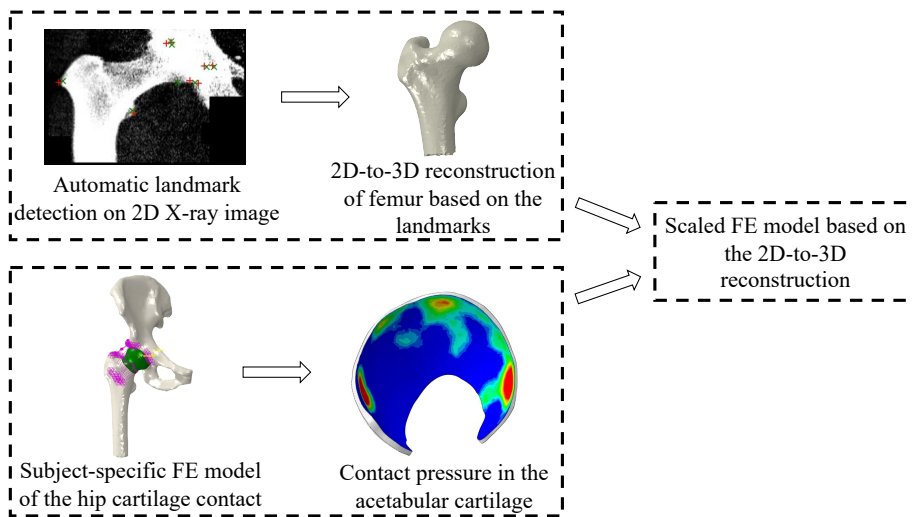 Automatic landmark
detection on 2D X-ray image
2D-to-3D reconstruction
of femur based on the
landmarks
Scaled FE model based on
the 2D-to-3D
reconstruction
Subject-specific FE model
of the hip cartilage contact
Contact pressure in the
acetabular cartilage